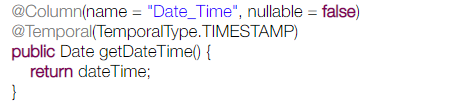 @Column(name = "Date_Time", nullable = false)
@Temporal(TemporalType.TIMESTAMP)
public Date getDateTime() {
return dateTime;
}